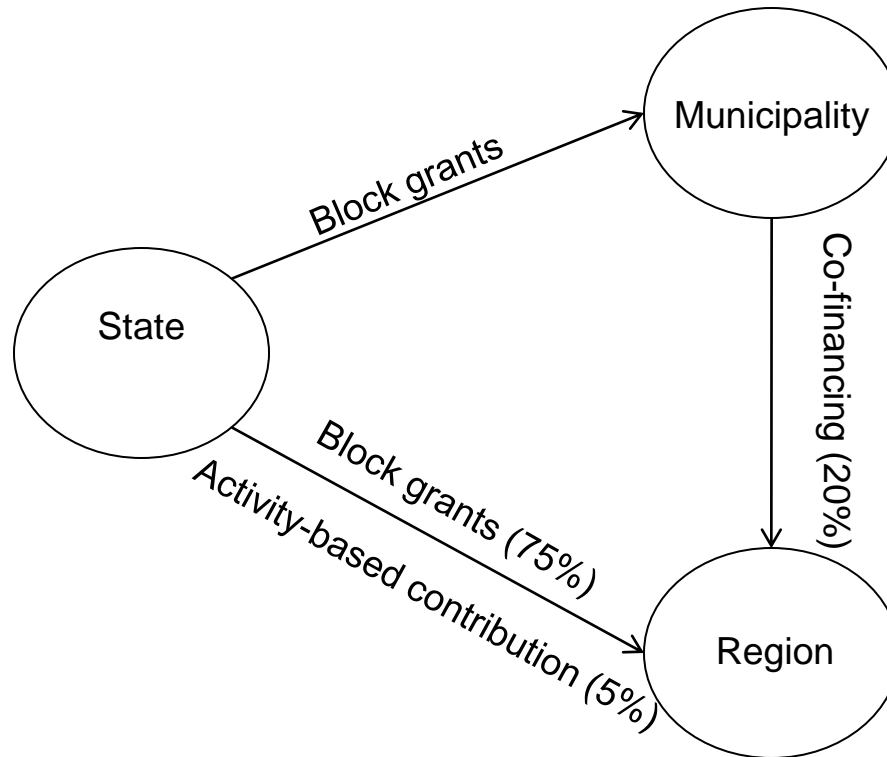 Municipality
Block grants
State
Co-financing (20%)
Block grants (75%)
Activity-based contribution (5%)
Region